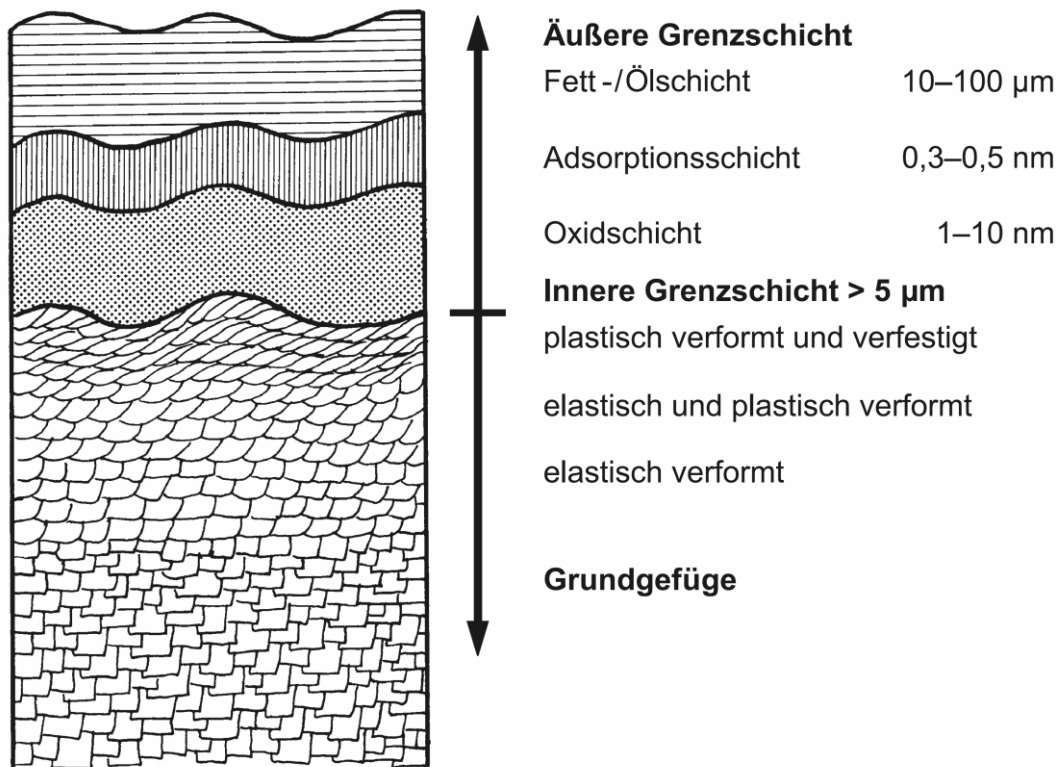 Äußere Grenzschicht
Fett-/Ölschicht 10–100 µm
Adsorptionsschicht 0,3–0,5 nm
Oxidschicht 1–10 nm
Innere Grenzschicht > 5 µm
plastisch verformt und verfestigt
elastisch und plastisch verformt
elastisch verformt
Grundgefüge